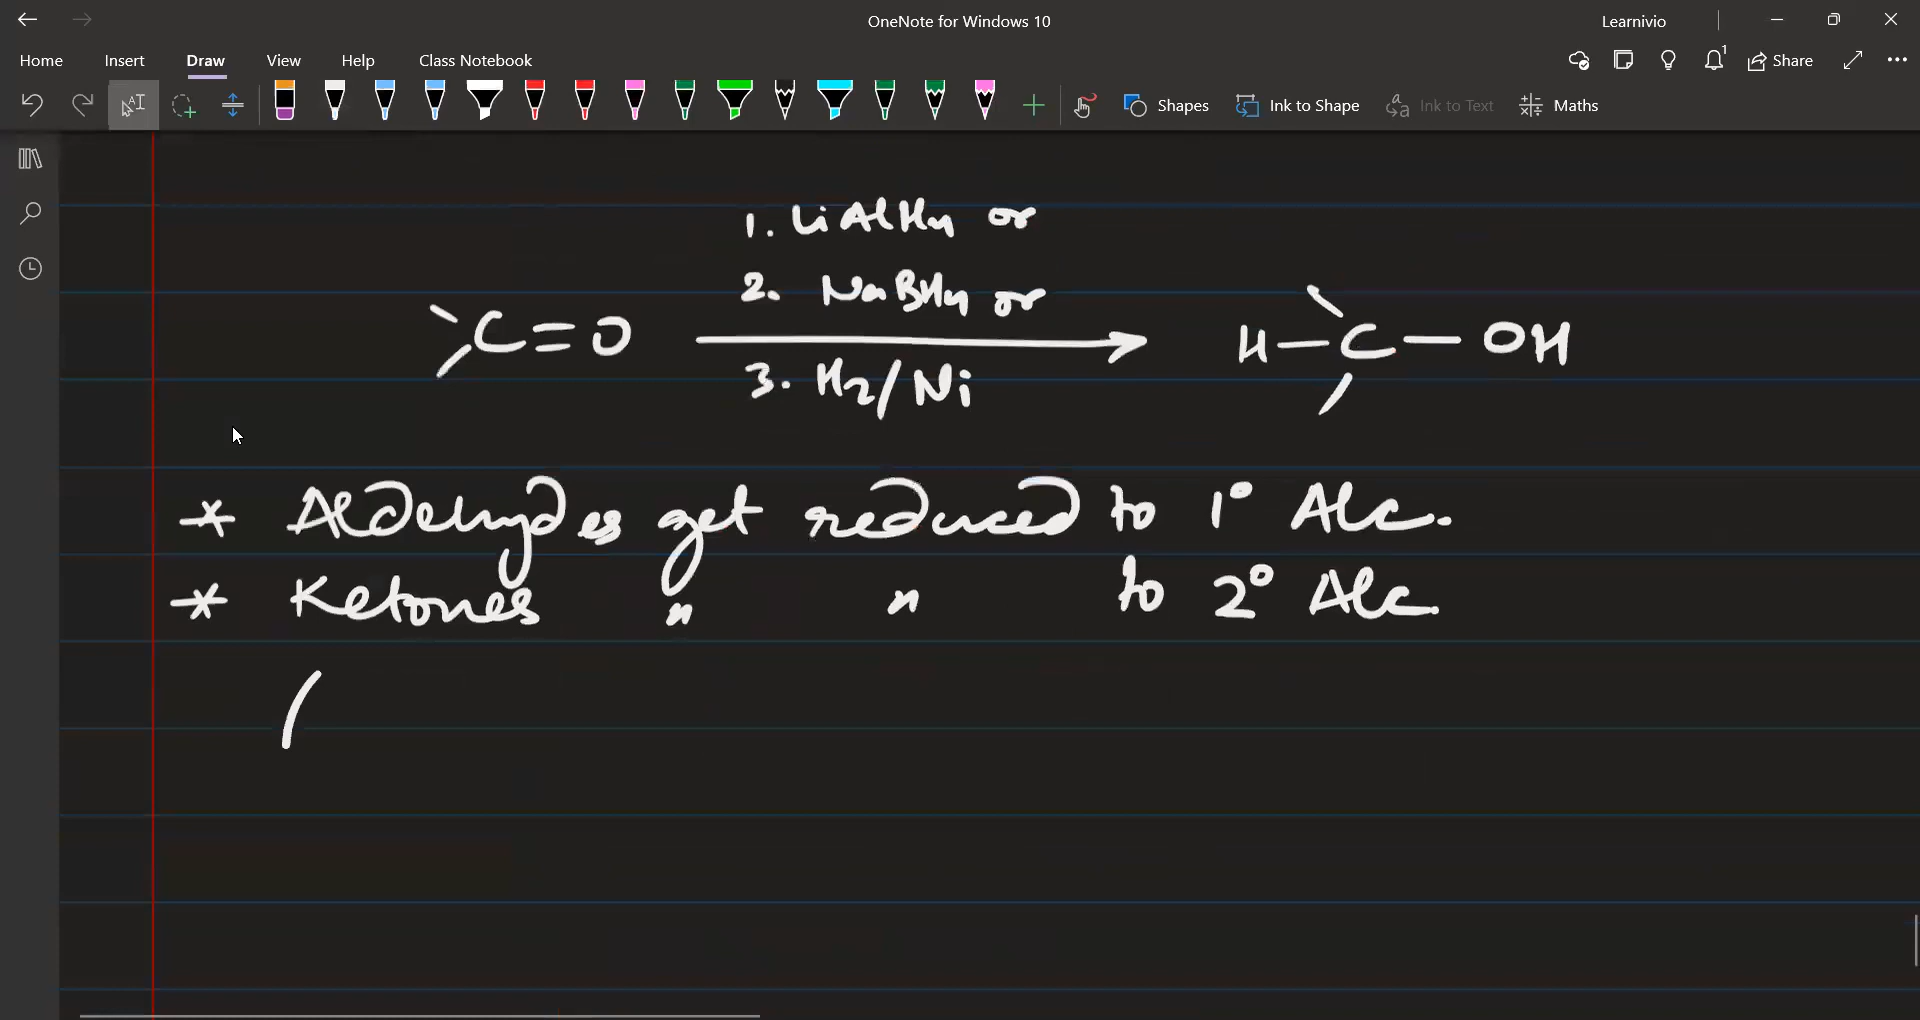 OneNote for Windows 10
Learnivio
Home Insert Draw View Help Class Notebook
1
Share
Shapes Ink to Shape Ink to Text Maths
1. LiAlH4 or
2. NaBH4 or
C=O
H-C-OH
3. H2/Ni
* Aldehydes get reduced to 1° Alc.
* Ketones " " to 2° Alc.
(